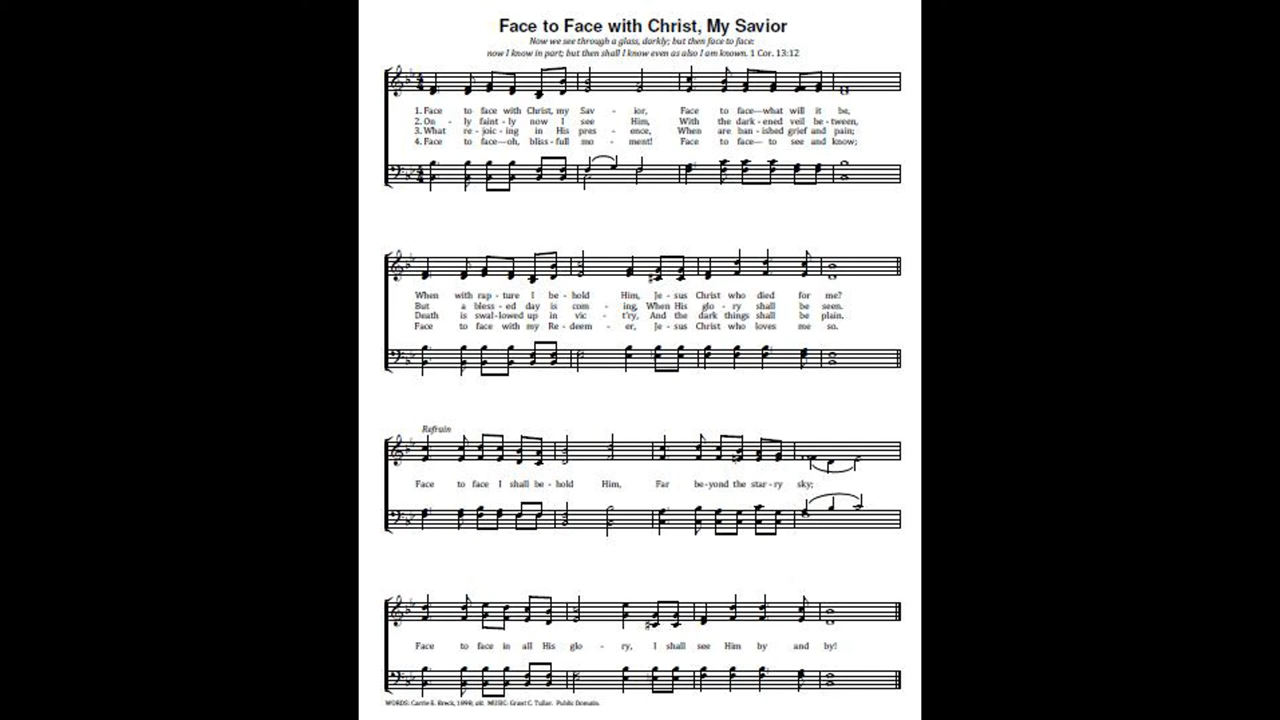 Face to Face with Christ, My Savior
Now we see through a glass, darkly; but then face to face:
now I know in part; but then shall I know even as also I am known. 1 Cor. 13:12
1. Face to face with Christ, my Sav - ior, Face to face—what will it be,
2. On - ly faint - ly now I see Him, With the dark - ened veil be - tween,
3. What re - joic - ing in His pres - ence, When are ban - ished grief and pain;
4. Face to face—oh, bliss - full mo - ment! Face to face— to see and know;
When with rap - ture I be - hold Him, Je - sus Christ who died for me?
But a bless - ed day is com - ing, When His glo - ry shall be seen.
Death is swal - lowed up in vic - t'ry, And the dark things shall be plain.
Face to face with my Re - deem - er, Je - sus Christ who loves me so.
Refrain
Face to face I shall be - hold Him, Far be - yond the star - ry sky;
Face to face in all His glo - ry, I shall see Him by and by!
WORDS: Carrie E. Breck, 1898, alt. MUSIC: Grant C. Tullar. Public Domain.